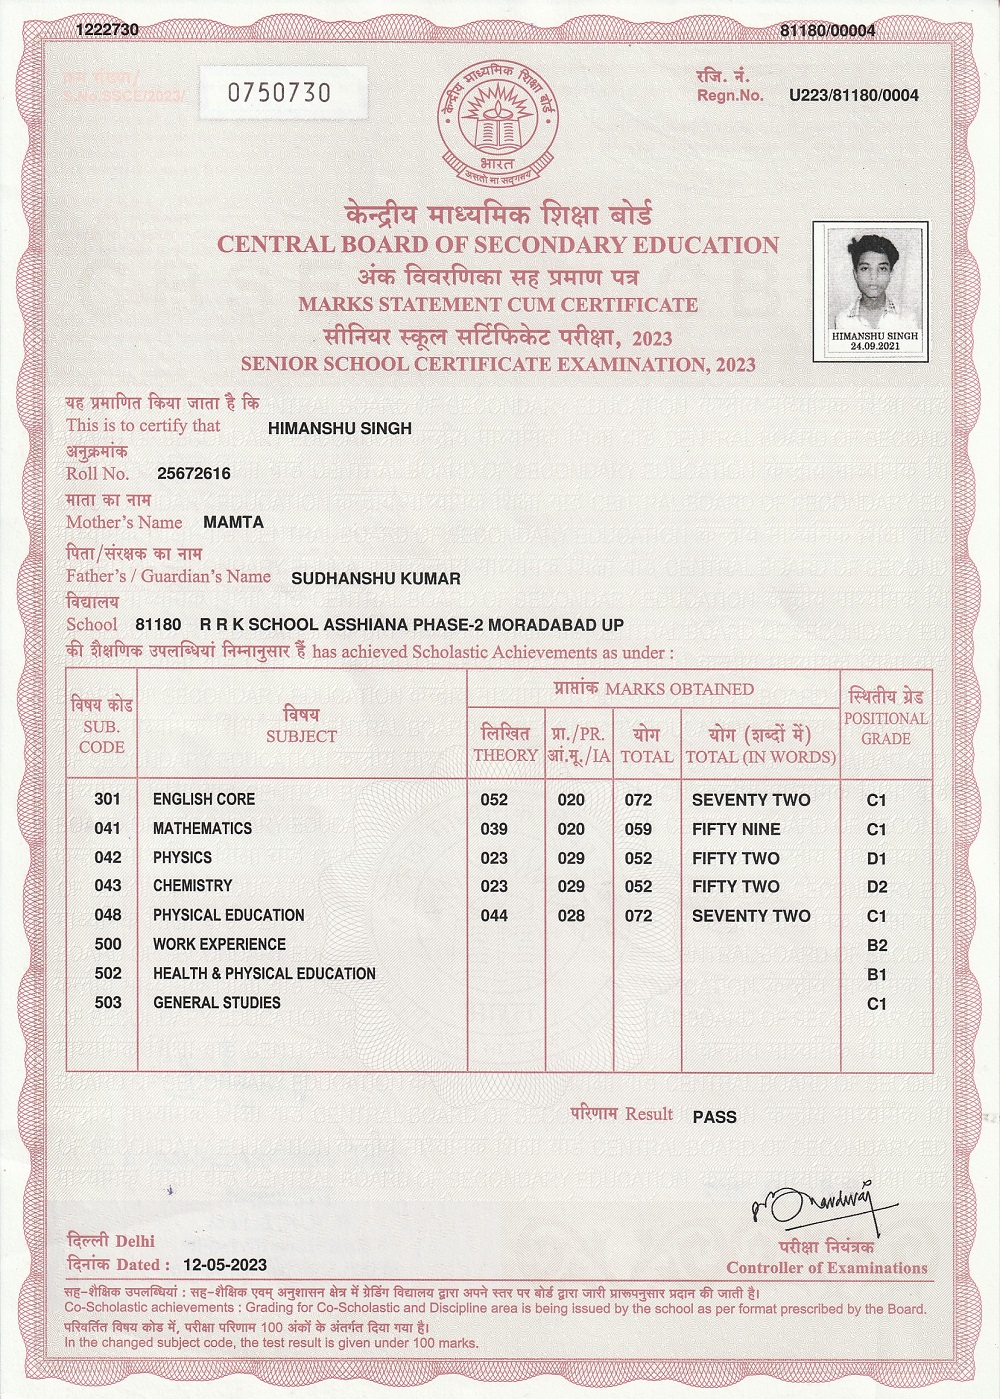 1222730 81180/00004
क्रम संख्या/
S.No.SSCE/2023/ 0750730
केन्द्रीय माध्यमिक शिक्षा बोर्ड
भारत
असतो मा सद्गमय
रजि. नं.
Regn.No. U223/81180/0004
केन्द्रीय माध्यमिक शिक्षा बोर्ड
CENTRAL BOARD OF SECONDARY EDUCATION
अंक विवरणिका सह प्रमाण पत्र
MARKS STATEMENT CUM CERTIFICATE
सीनियर स्कूल सर्टिफिकेट परीक्षा, 2023
SENIOR SCHOOL CERTIFICATE EXAMINATION, 2023
HIMANSHU SINGH
24.09.2021
यह प्रमाणित किया जाता है कि
This is to certify that HIMANSHU SINGH
अनुक्रमांक
Roll No. 25672616
माता का नाम
Mother's Name MAMTA
पिता/संरक्षक का नाम
Father's / Guardian's Name SUDHANSHU KUMAR
विद्यालय
School 81180 R R K SCHOOL ASSHIANA PHASE-2 MORADABAD UP
की शैक्षणिक उपलब्धियां निम्नानुसार हैं has achieved Scholastic Achievements as under :
विषय कोड
SUB.
CODE
विषय
SUBJECT
प्राप्तांक MARKS OBTAINED
लिखित
THEORY
प्रा./PR.
आं.मू./IA
योग
TOTAL
योग (शब्दों में)
TOTAL (IN WORDS)
स्थितीय ग्रेड
POSITIONAL
GRADE
301 ENGLISH CORE 052 020 072 SEVENTY TWO C1
041 MATHEMATICS 039 020 059 FIFTY NINE C1
042 PHYSICS 023 029 052 FIFTY TWO D1
043 CHEMISTRY 023 029 052 FIFTY TWO D2
048 PHYSICAL EDUCATION 044 028 072 SEVENTY TWO C1
500 WORK EXPERIENCE B2
502 HEALTH & PHYSICAL EDUCATION B1
503 GENERAL STUDIES C1
परिणाम Result PASS
दिल्ली Delhi
दिनांक Dated : 12-05-2023
परीक्षा नियंत्रक
Controller of Examinations
सह-शैक्षिक उपलब्धियां : सह-शैक्षिक एवम् अनुशासन क्षेत्र में ग्रेडिंग विद्यालय द्वारा अपने स्तर पर बोर्ड द्वारा जारी प्रारूपनुसार प्रदान की जाती है।
Co-Scholastic achievements : Grading for Co-Scholastic and Discipline area is being issued by the school as per format prescribed by the Board.
परिवर्तित विषय कोड में, परीक्षा परिणाम 100 अंकों के अंतर्गत दिया गया है।
In the changed subject code, the test result is given under 100 marks.